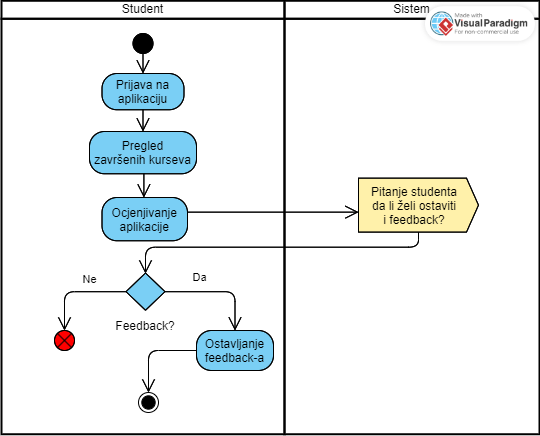 Student
Sistem
Made with
Visual Paradigm
For non-commercial use
Prijava na
aplikaciju
Pregled
završenih kurseva
Ocjenjivanje
aplikacije
Pitanje studenta
da li želi ostaviti
i feedback?
Ne
Da
Feedback?
Ostavljanje
feedback-a